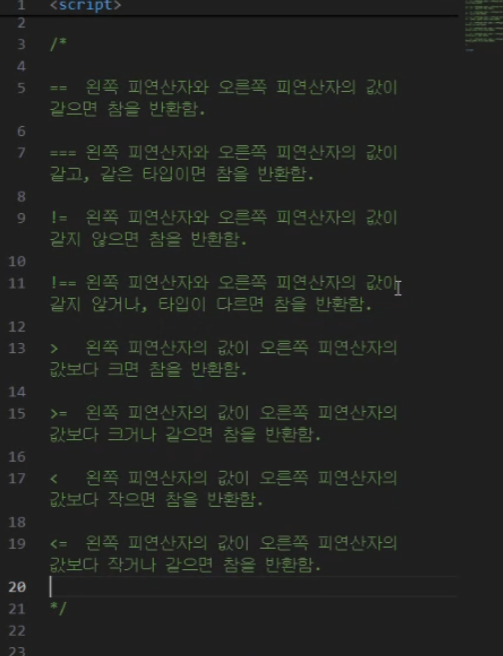 1 <script>
2
3 /*
4
5 == 왼쪽 피연산자와 오른쪽 피연산자의 값이
같으면 참을 반환함.
6
7 === 왼쪽 피연산자와 오른쪽 피연산자의 값이
같고, 같은 타입이면 참을 반환함.
8
9 != 왼쪽 피연산자와 오른쪽 피연산자의 값이
같지 않으면 참을 반환함.
10
11 !== 왼쪽 피연산자와 오른쪽 피연산자의 값이
같지 않거나, 타입이 다르면 참을 반환함.
12
13 > 왼쪽 피연산자의 값이 오른쪽 피연산자의
값보다 크면 참을 반환함.
14
15 >= 왼쪽 피연산자의 값이 오른쪽 피연산자의
값보다 크거나 같으면 참을 반환함.
16
17 < 왼쪽 피연산자의 값이 오른쪽 피연산자의
값보다 작으면 참을 반환함.
18
19 <= 왼쪽 피연산자의 값이 오른쪽 피연산자의
값보다 작거나 같으면 참을 반환함.
20
21 */
22
23